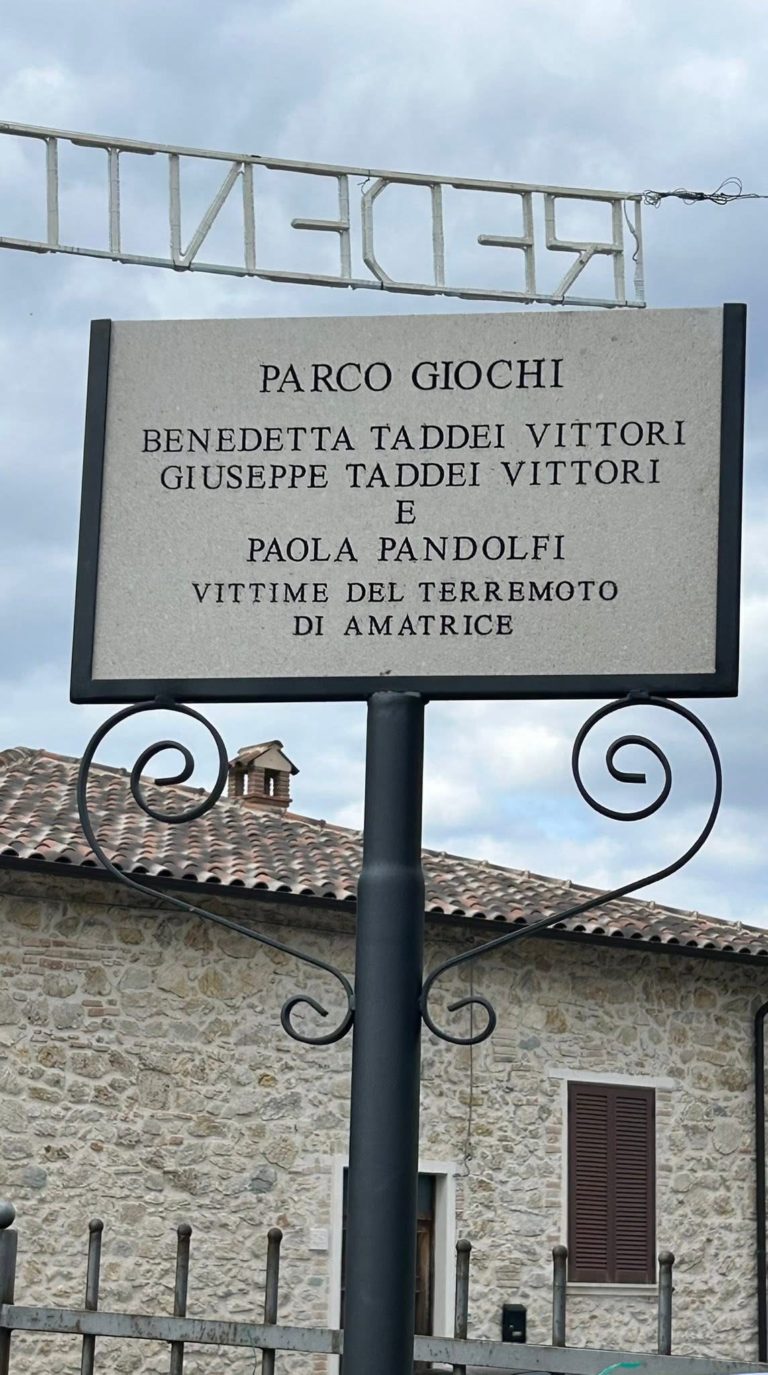 PARCO GIOCHI
BENEDETTA TADDEI VITTORI
GIUSEPPE TADDEI VITTORI
E
PAOLA PANDOLFI
VITTIME DEL TERREMOTO
DI AMATRICE